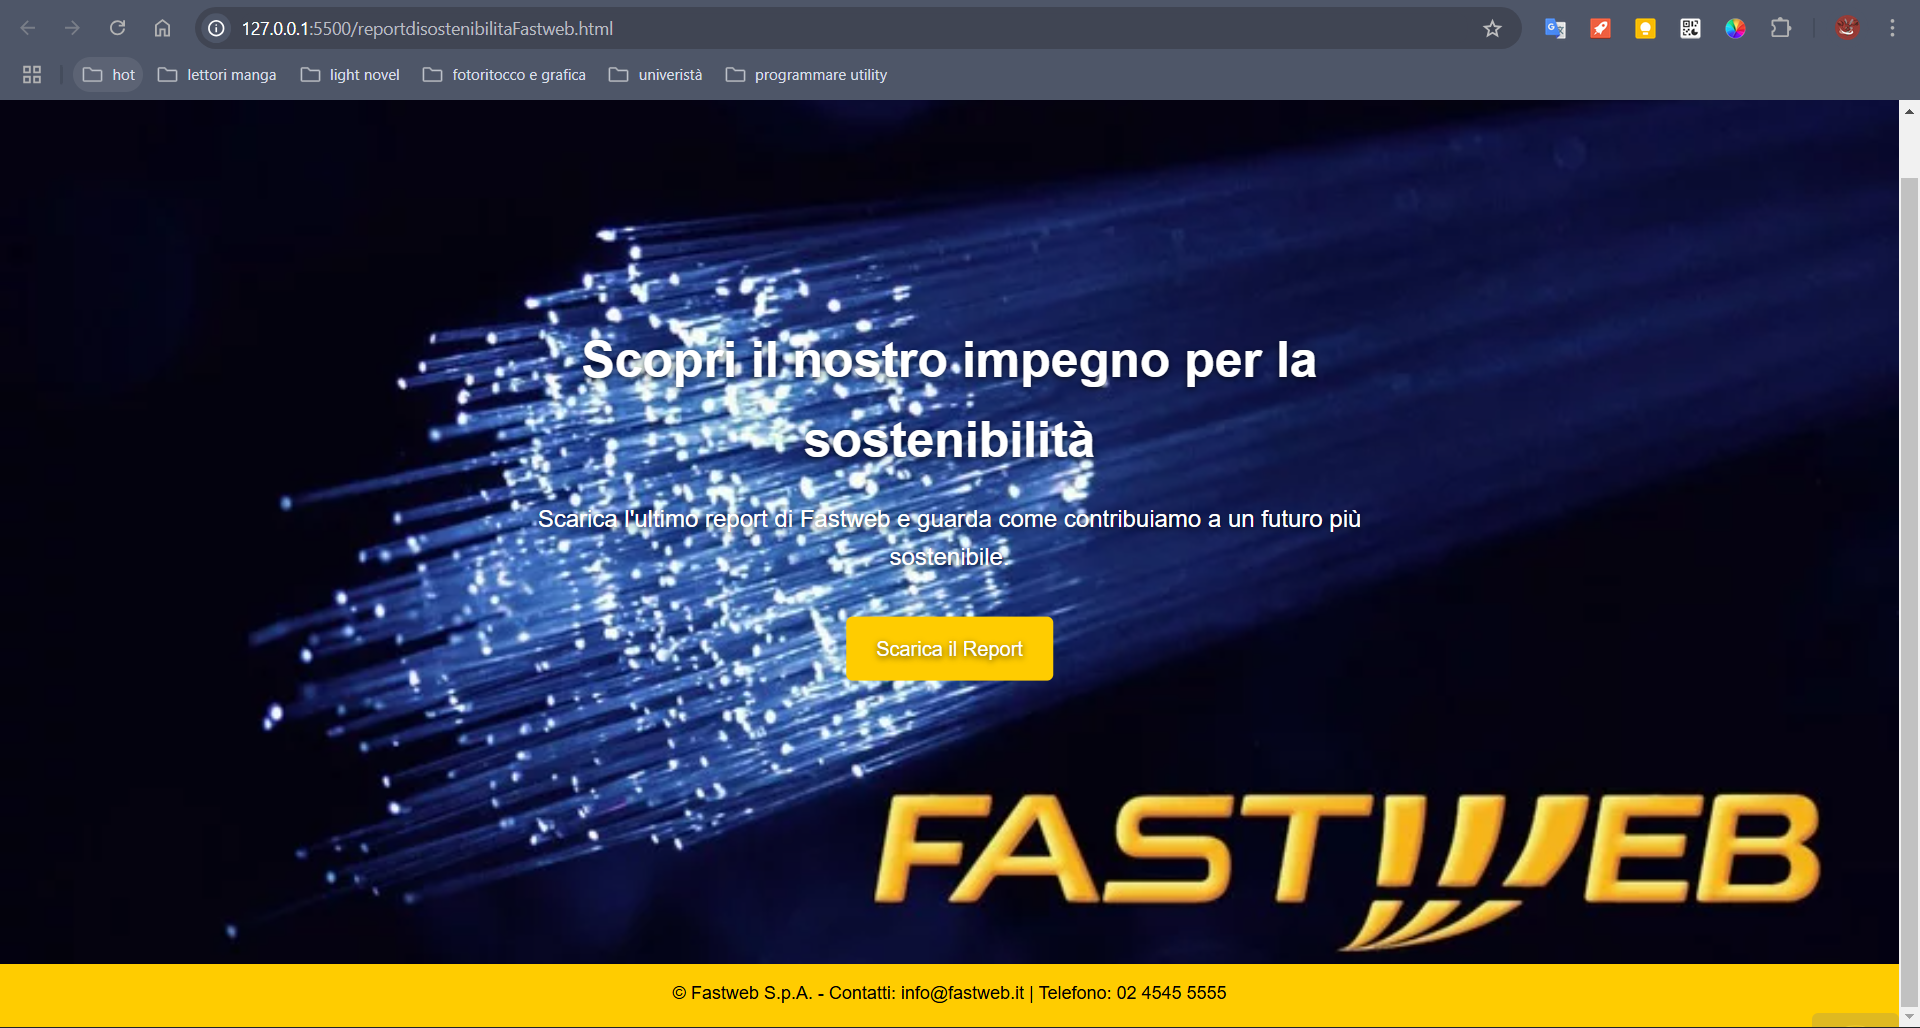 127.0.0.1:5500/reportdisostenibilitaFastweb.html
hot
lettori manga
light novel
fotoritocco e grafica
univeristà
programmare utility
Scopri il nostro impegno per la
sostenibilità
Scarica l'ultimo report di Fastweb e guarda come contribuiamo a un futuro più
sostenibile.
Scarica il Report
FASTWEB
© Fastweb S.p.A. - Contatti: info@fastweb.it | Telefono: 02 4545 5555